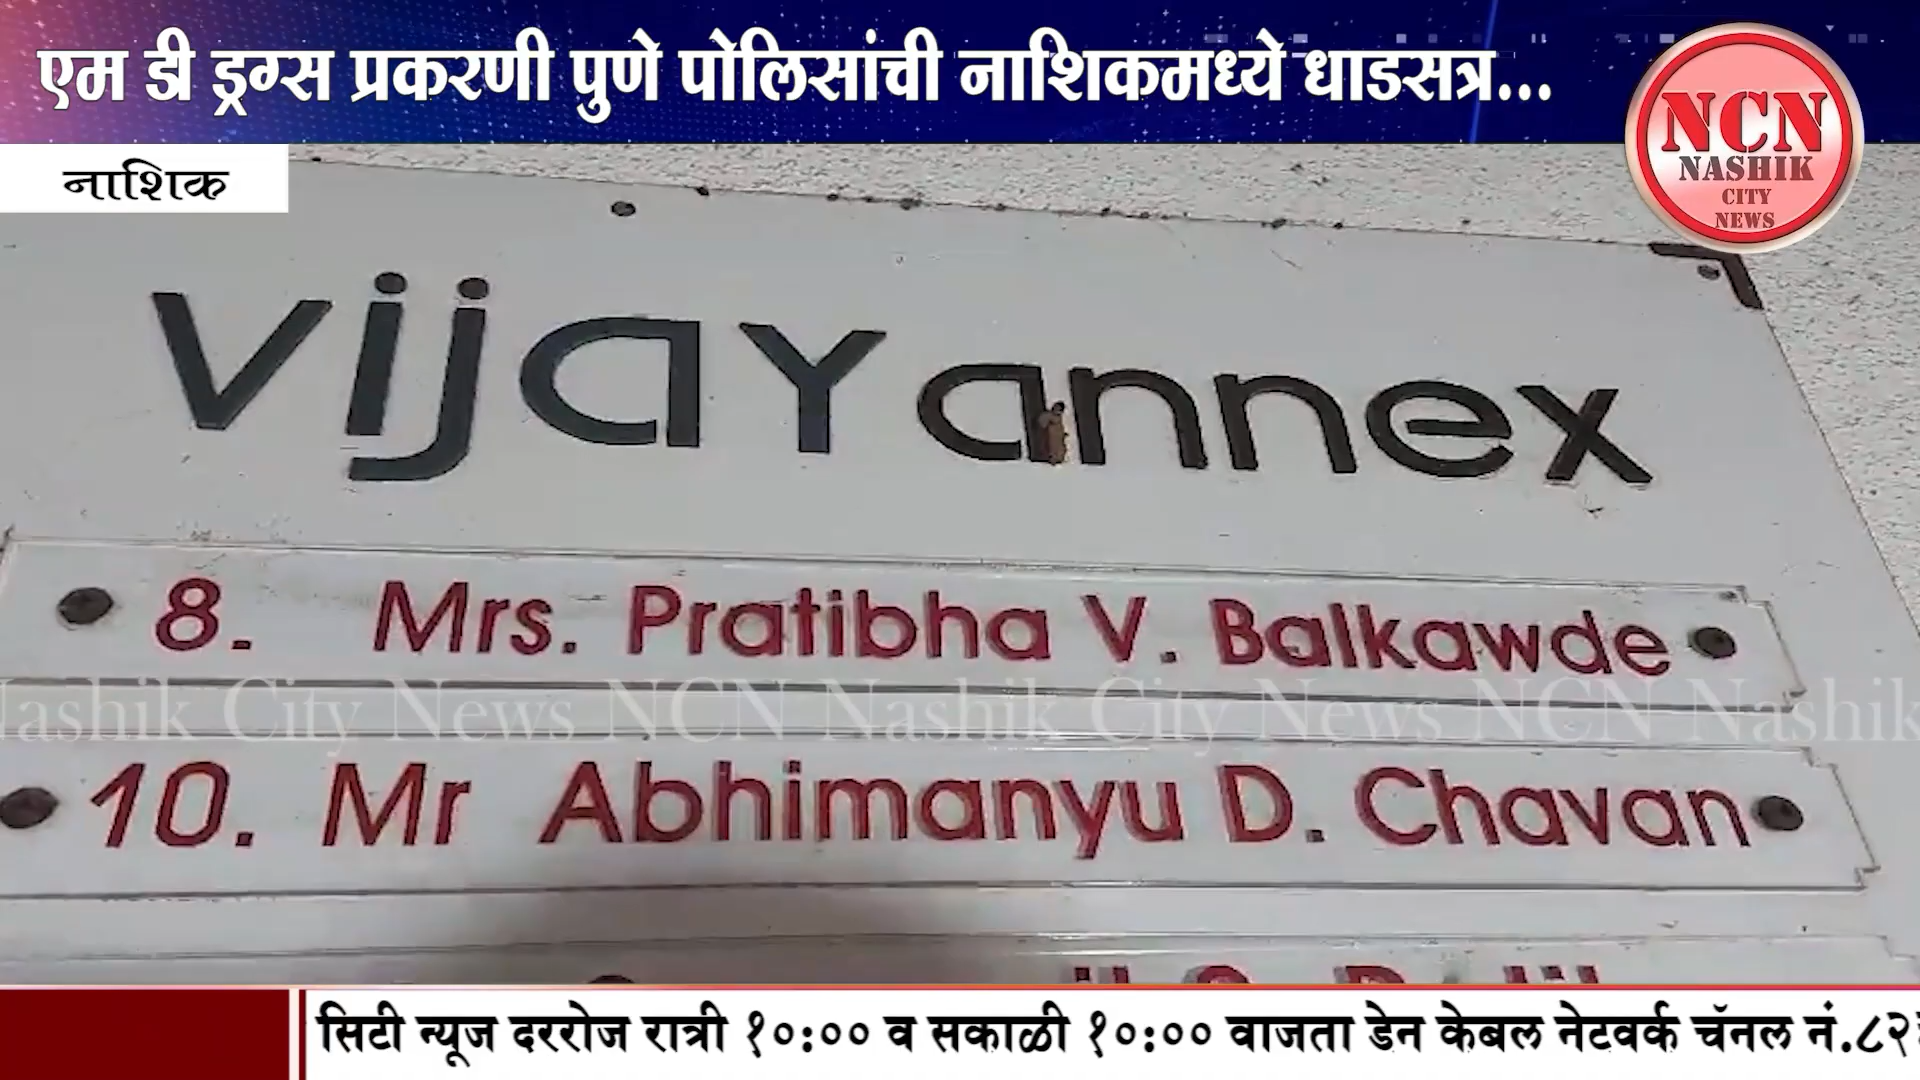 एम डी ड्रग्स प्रकरणी पुणे पोलिसांची नाशिकमध्ये धाडसत्र...
NCN
NASHIK
CITY
NEWS
नाशिक
vijay annex
8. Mrs. Pratibha V. Balkawde
Nashik City News NCN Nashik City News NCN Nashik
10. Mr Abhimanyu D. Chavan
सिटी न्यूज दररोज रात्री १०:०० व सकाळी १०:०० वाजता डेन केबल नेटवर्क चॅनल नं.८२